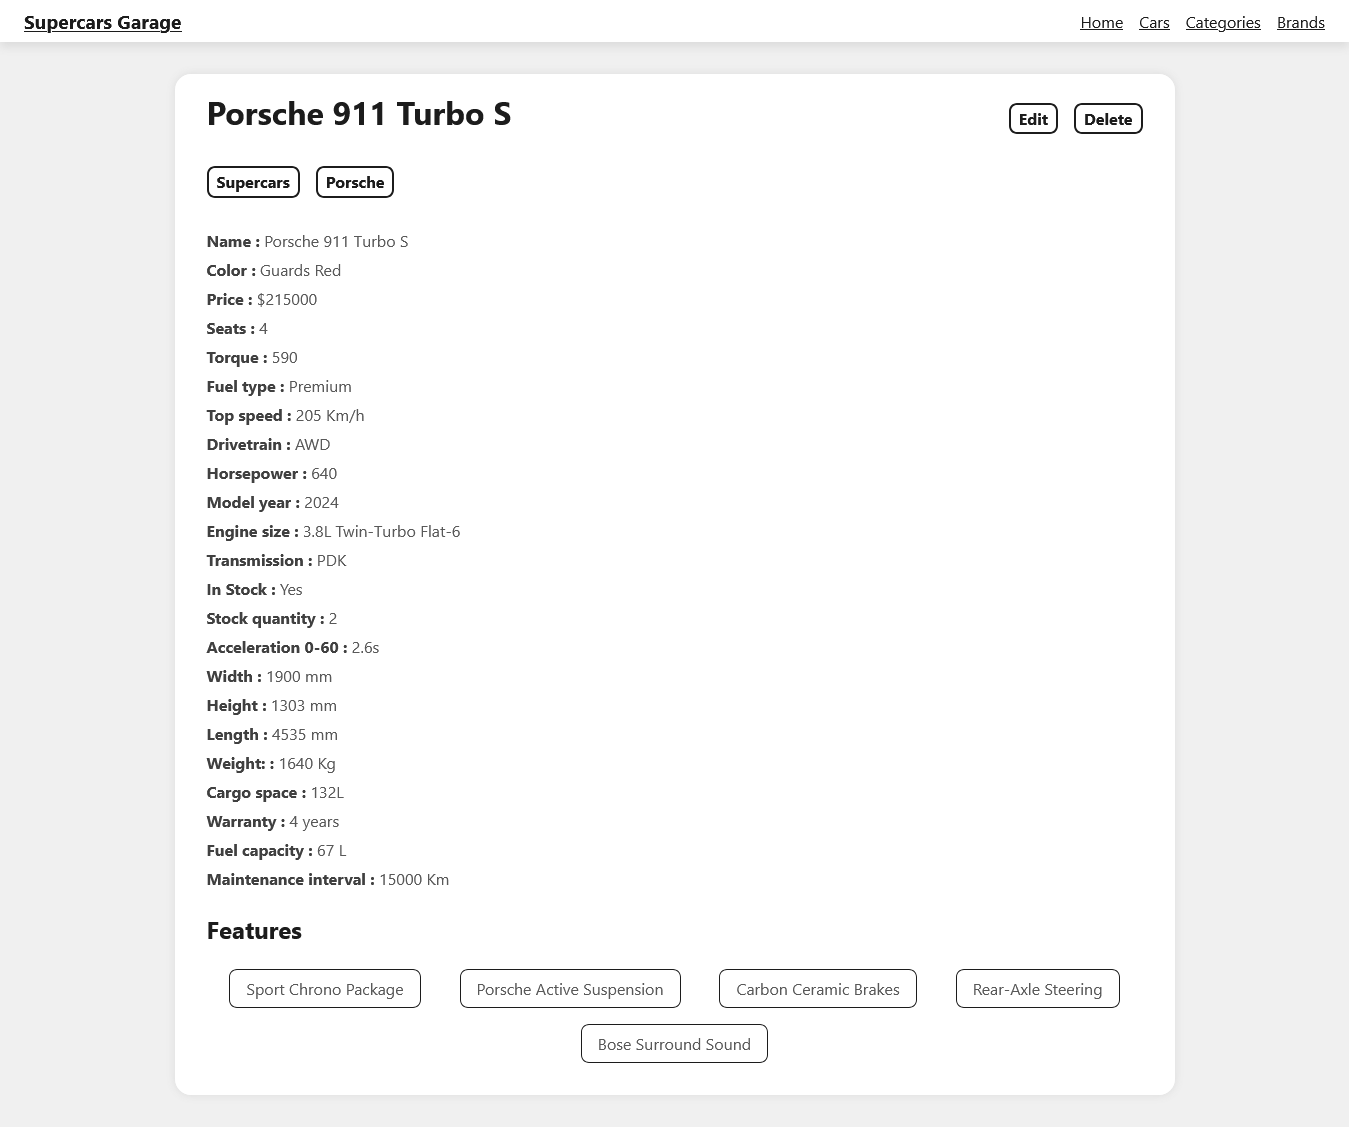 Supercars Garage
Home Cars Categories Brands
Porsche 911 Turbo S
Edit Delete
Supercars Porsche
Name : Porsche 911 Turbo S
Color : Guards Red
Price : $215000
Seats : 4
Torque : 590
Fuel type : Premium
Top speed : 205 Km/h
Drivetrain : AWD
Horsepower : 640
Model year : 2024
Engine size : 3.8L Twin-Turbo Flat-6
Transmission : PDK
In Stock : Yes
Stock quantity : 2
Acceleration 0-60 : 2.6s
Width : 1900 mm
Height : 1303 mm
Length : 4535 mm
Weight: : 1640 Kg
Cargo space : 132L
Warranty : 4 years
Fuel capacity : 67 L
Maintenance interval : 15000 Km
Features
Sport Chrono Package Porsche Active Suspension Carbon Ceramic Brakes Rear-Axle Steering
Bose Surround Sound